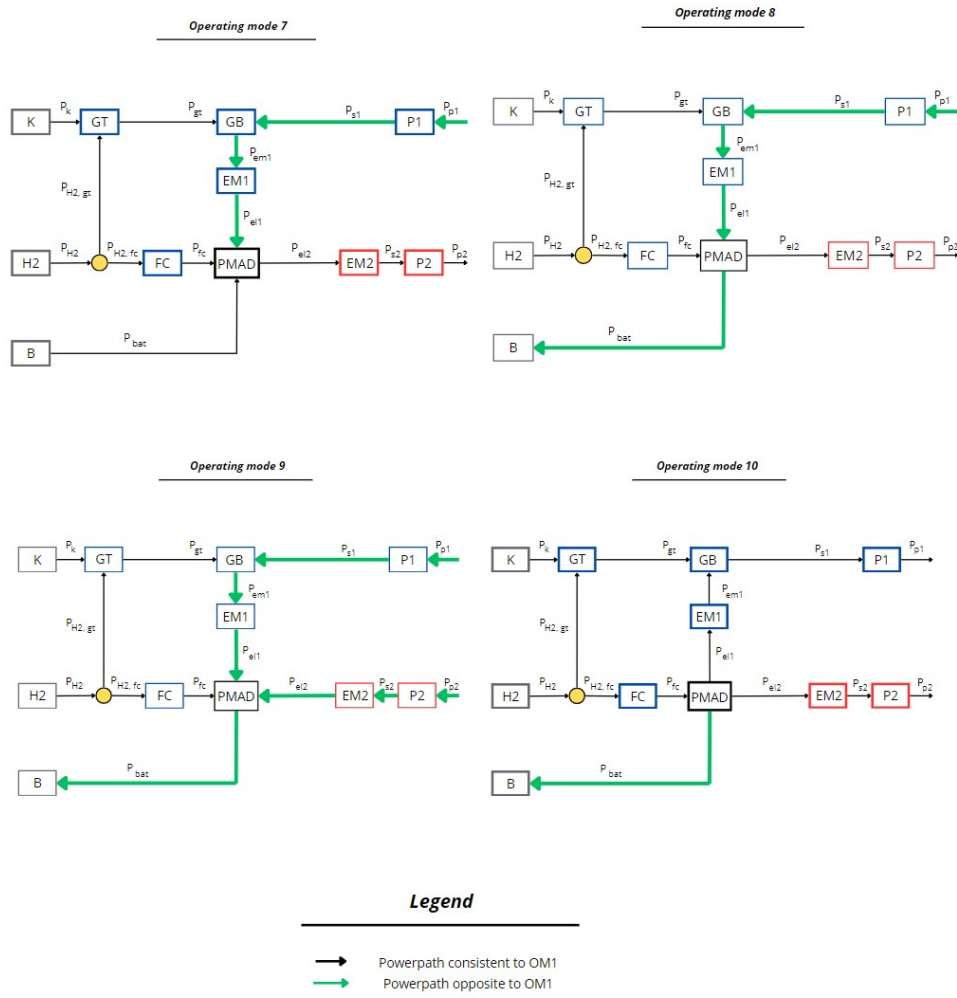 Operating mode 7
P_k P_gt P_s1 P_p1
K GT GB P1
P_em1
EM1
P_H2, gt
P_el1
P_H2 P_H2, fc P_fc P_el2 P_s2 P_p2
H2 FC PMAD EM2 P2
P_bat
B
Operating mode 8
P_k P_gt P_s1 P_p1
K GT GB P1
P_em1
EM1
P_H2, gt
P_el1
P_H2 P_H2, fc P_fc P_el2 P_s2 P_p2
H2 FC PMAD EM2 P2
P_bat
B
Operating mode 9
P_k P_gt P_s1 P_p1
K GT GB P1
P_em1
EM1
P_H2, gt
P_el1
P_H2 P_H2, fc P_fc P_el2 P_s2 P_p2
H2 FC PMAD EM2 P2
P_bat
B
Operating mode 10
P_k P_gt P_s1 P_p1
K GT GB P1
P_em1
EM1
P_H2, gt
P_el1
P_H2 P_H2, fc P_fc P_el2 P_s2 P_p2
H2 FC PMAD EM2 P2
P_bat
B
Legend
Powerpath consistent to OM1
Powerpath opposite to OM1